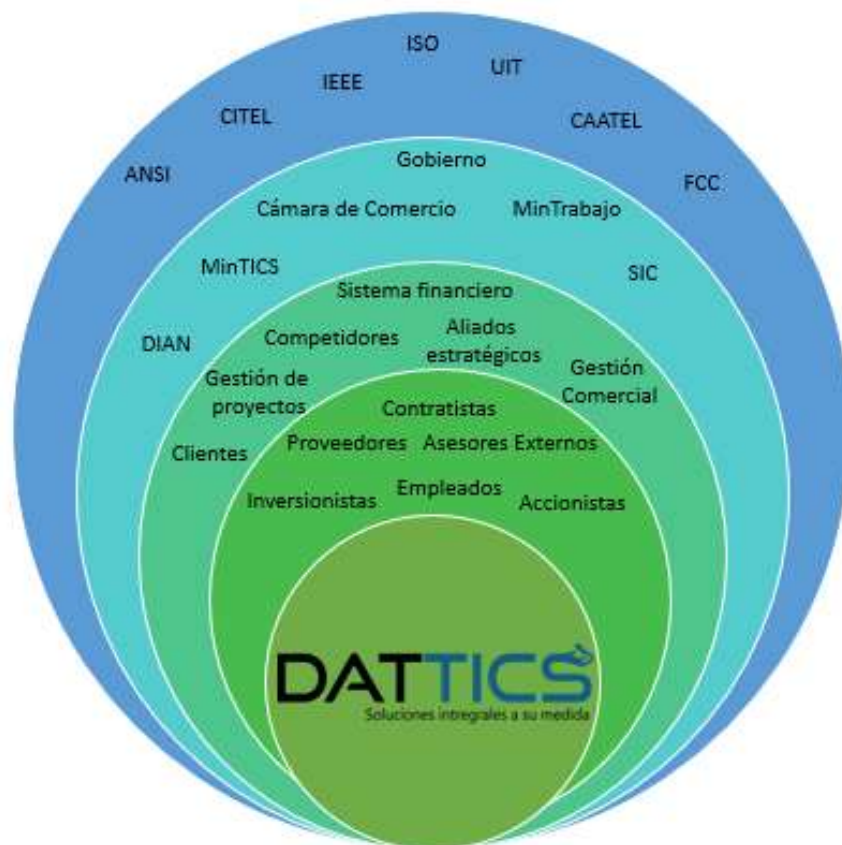 ISO
UIT
IEEE
CITEL
CAATEL
ANSI
FCC
Gobierno
Cámara de Comercio
MinTrabajo
MinTICS
SIC
DIAN
Sistema financiero
Competidores
Aliados
estratégicos
Gestión de
proyectos
Gestión
Comercial
Clientes
Contratistas
Proveedores
Asesores Externos
Inversionistas
Empleados
Accionistas
DATTICS
Soluciones intregrales a su medida